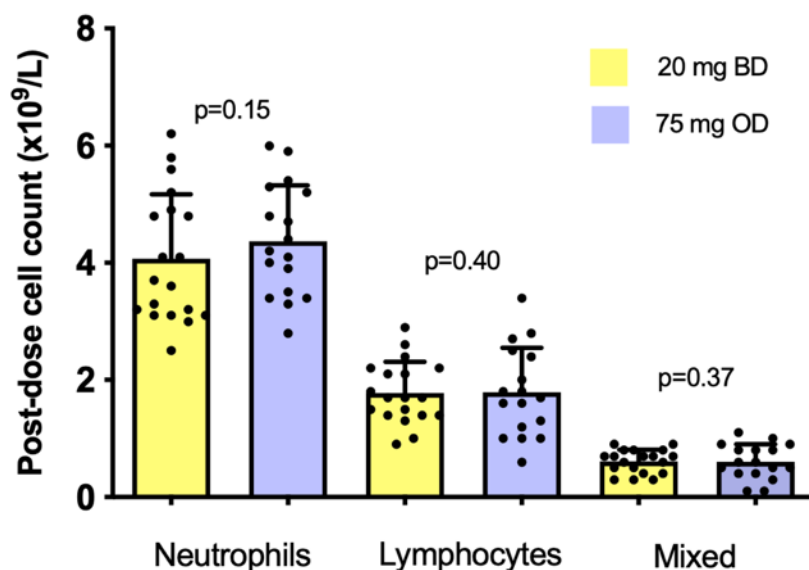 Post-dose cell count (x10⁹/L)
8
6
4
2
0
p=0.15
p=0.40
p=0.37
20 mg BD
75 mg OD
Neutrophils
Lymphocytes
Mixed